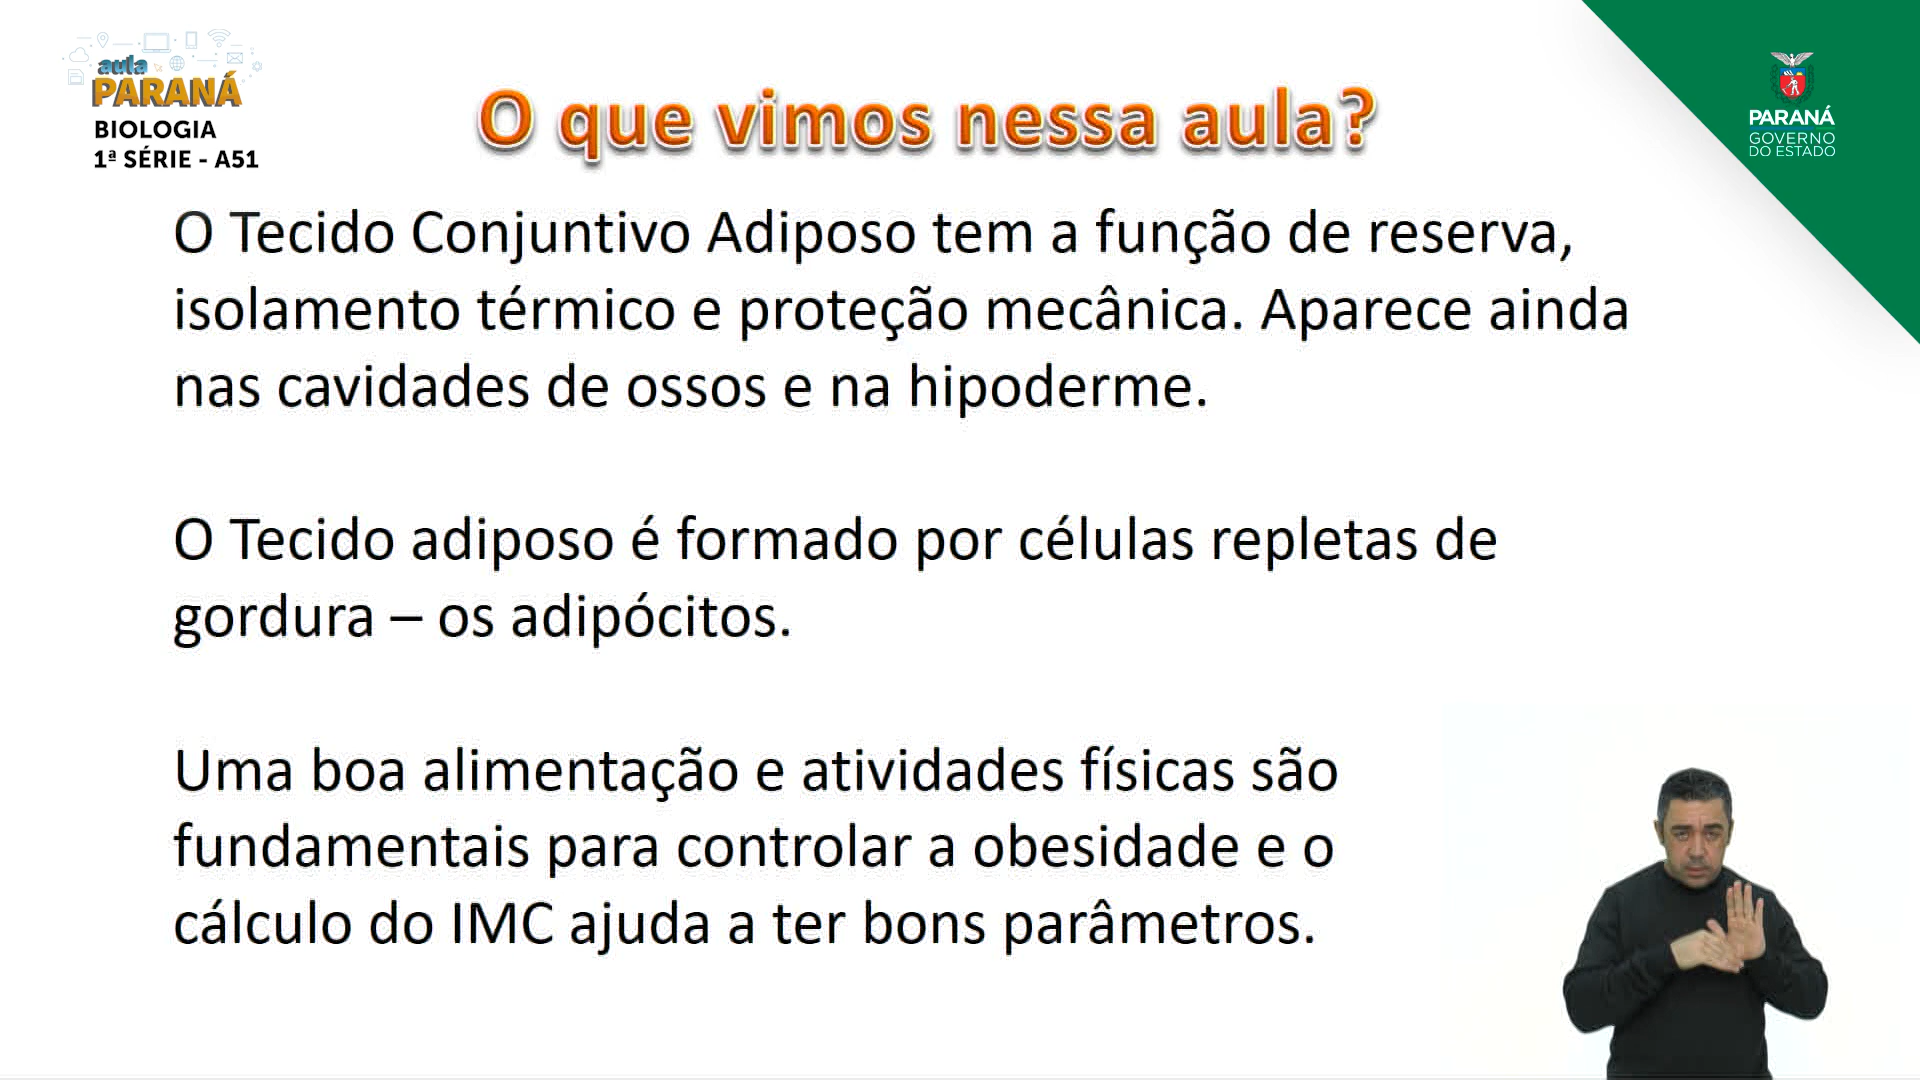 aula
PARANÁ
BIOLOGIA
1ª SÉRIE - A51
O que vimos nessa aula?
PARANÁ
GOVERNO
DO ESTADO
O Tecido Conjuntivo Adiposo tem a função de reserva,
isolamento térmico e proteção mecânica. Aparece ainda
nas cavidades de ossos e na hipoderme.
O Tecido adiposo é formado por células repletas de
gordura – os adipócitos.
Uma boa alimentação e atividades físicas são
fundamentais para controlar a obesidade e o
cálculo do IMC ajuda a ter bons parâmetros.